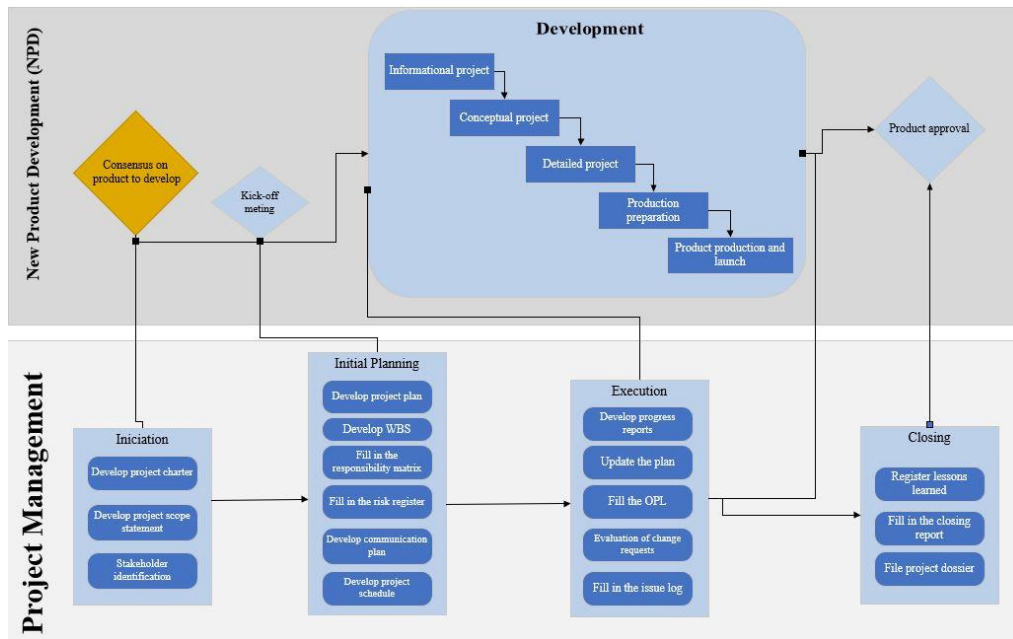 New Product Development (NPD)
Development
Informational project
Conceptual project
Detailed project
Production
preparation
Product production and
launch
Consensus on
product to develop
Kick-off
meting
Product approval
Project Management
Iniciation
Develop project charter
Develop project scope
statement
Stakeholder
identification
Initial Planning
Develop project plan
Develop WBS
Fill in the
responsibility matrix
Fill in the risk register
Develop communication
plan
Develop project
schedule
Execution
Develop progress
reports
Update the plan
Fill the OPL
Evaluation of change
requests
Fill in the issue log
Closing
Register lessons
learned
Fill in the closing
report
File project dossier